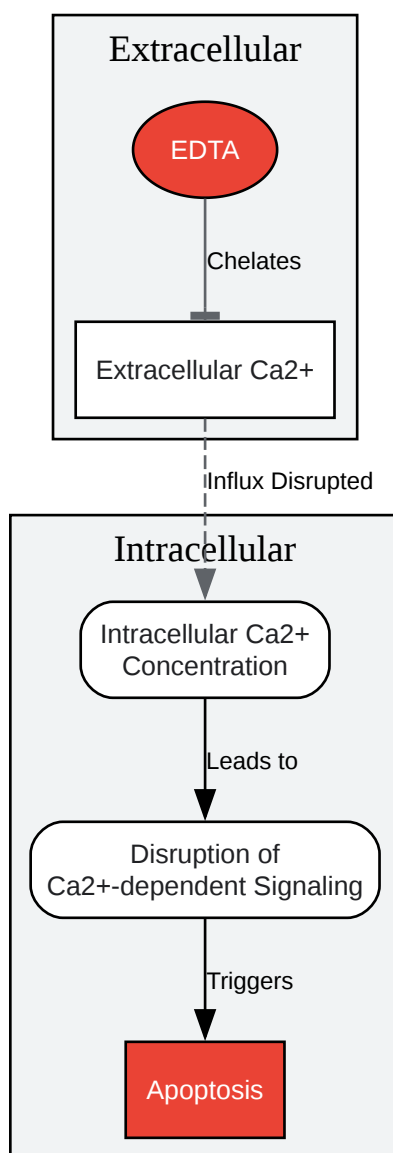 Extracellular
EDTA
Chelates
Extracellular Ca2+
Influx Disrupted
Intracellular
Intracellular Ca2+
Concentration
Leads to
Disruption of
Ca2+-dependent Signaling
Triggers
Apoptosis